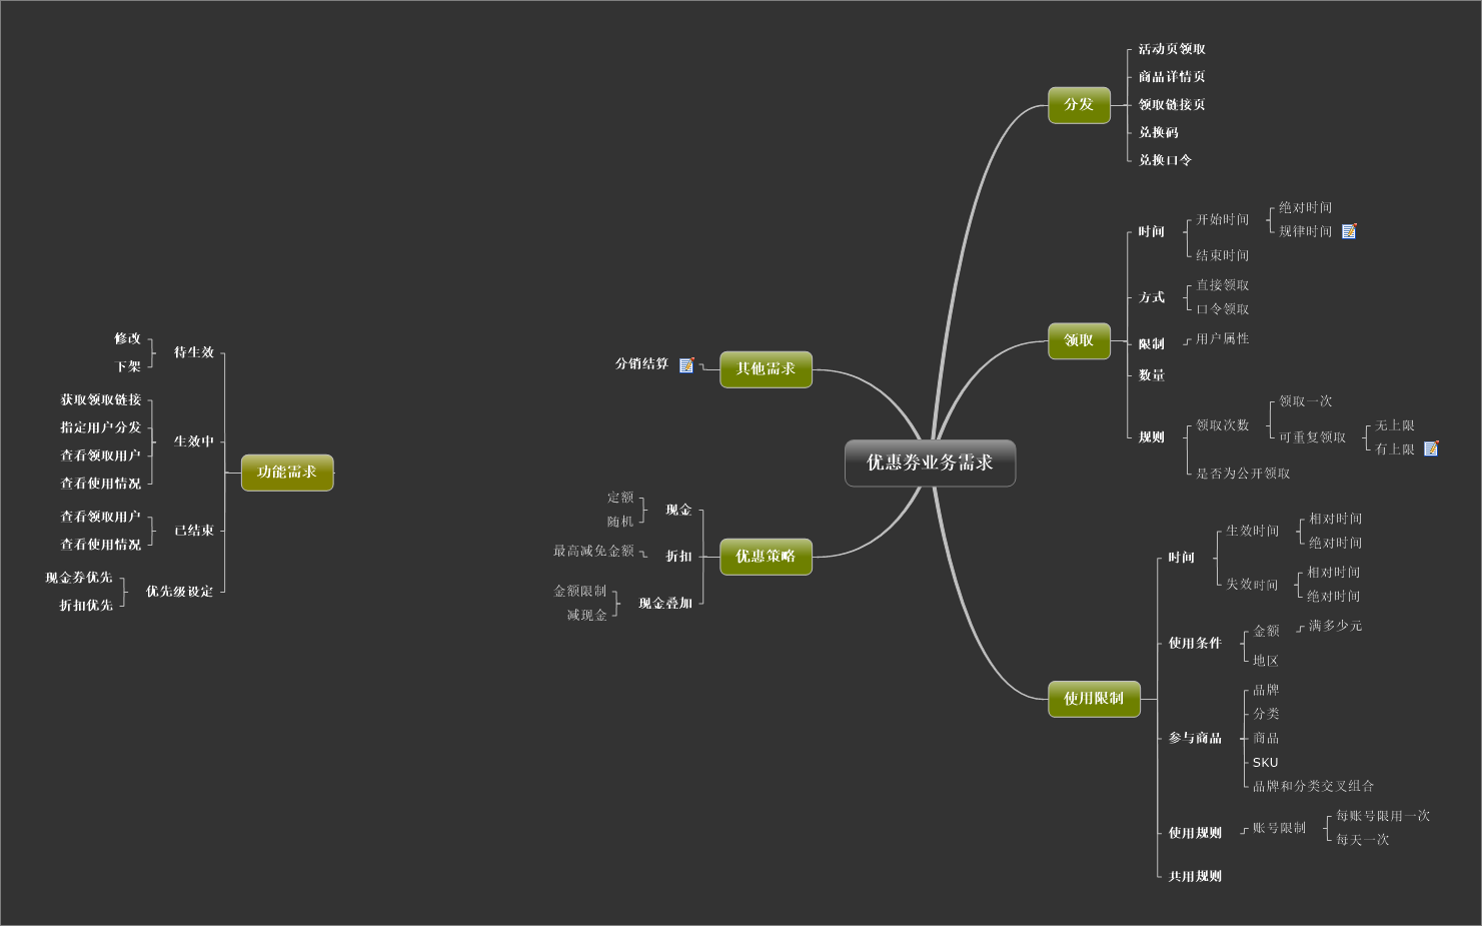 优惠券业务需求
分发
活动页领取
商品详情页
领取链接页
兑换码
兑换口令
领取
时间
开始时间
绝对时间
规律时间
结束时间
方式
直接领取
口令领取
限制
用户属性
数量
规则
领取次数
领取一次
可重复领取
无上限
有上限
是否为公开领取
使用限制
时间
生效时间
相对时间
绝对时间
失效时间
相对时间
绝对时间
使用条件
金额
满多少元
地区
参与商品
品牌
分类
商品
SKU
品牌和分类交叉组合
使用规则
账号限制
每账号限用一次
每天一次
共用规则
其他需求
分销结算
优惠策略
现金
定额
随机
折扣
最高减免金额
现金叠加
金额限制
减现金
功能需求
待生效
修改
下架
生效中
获取领取链接
指定用户分发
查看领取用户
查看使用情况
已结束
查看领取用户
查看使用情况
优先级设定
现金券优先
折扣优先